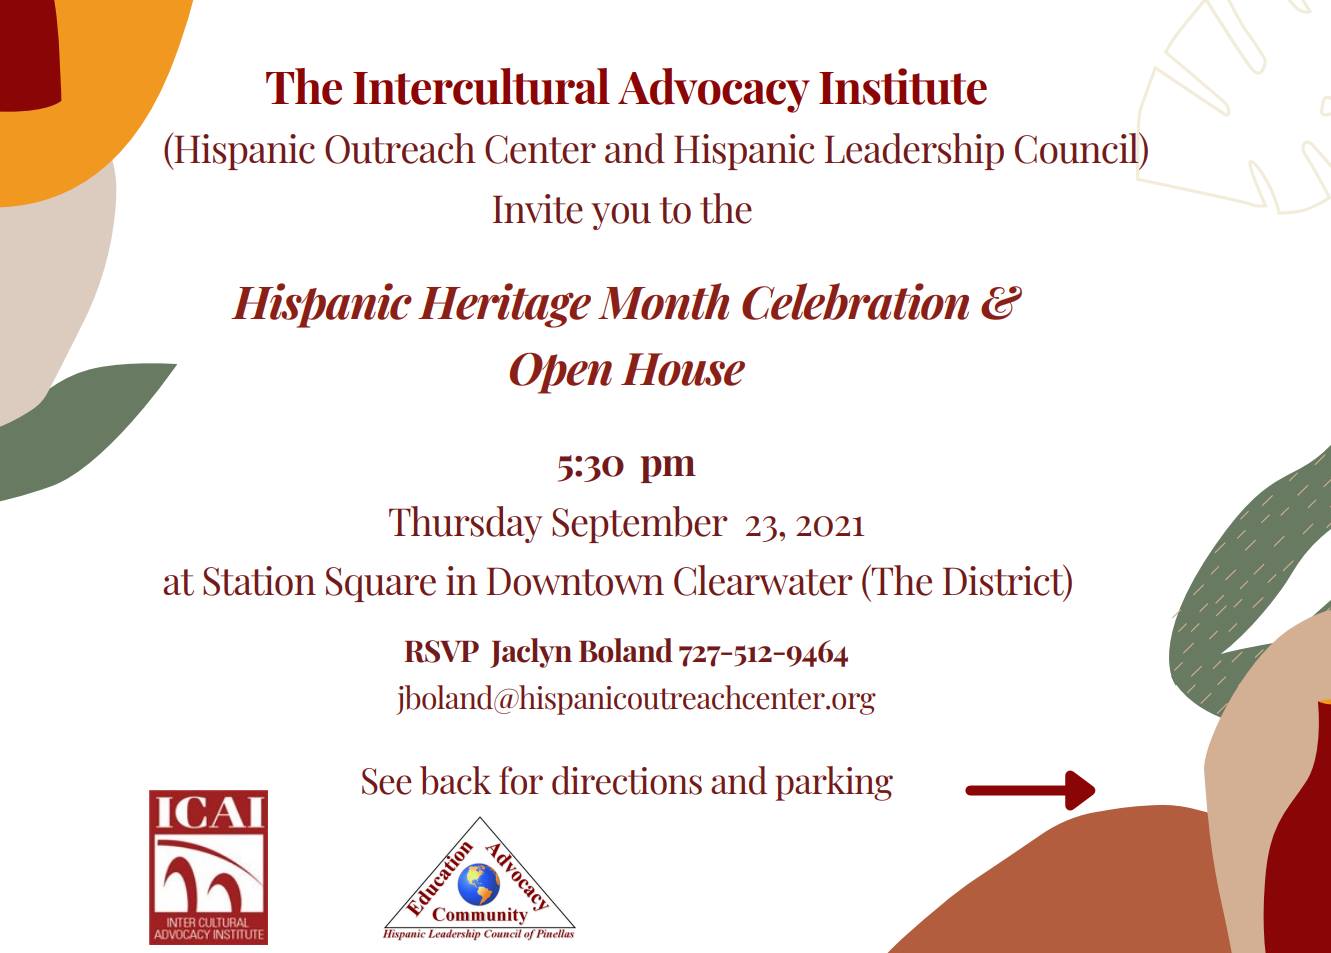 The Intercultural Advocacy Institute
(Hispanic Outreach Center and Hispanic Leadership Council)
Invite you to the
Hispanic Heritage Month Celebration &
Open House
5:30 pm
Thursday September 23, 2021
at Station Square in Downtown Clearwater (The District)
RSVP Jaclyn Boland 727-512-9464
jboland@hispanicoutreachcenter.org
See back for directions and parking
ICAI
INTER CULTURAL
ADVOCACY INSTITUTE
Education
Advocacy
Community
Hispanic Leadership Council of Pinellas